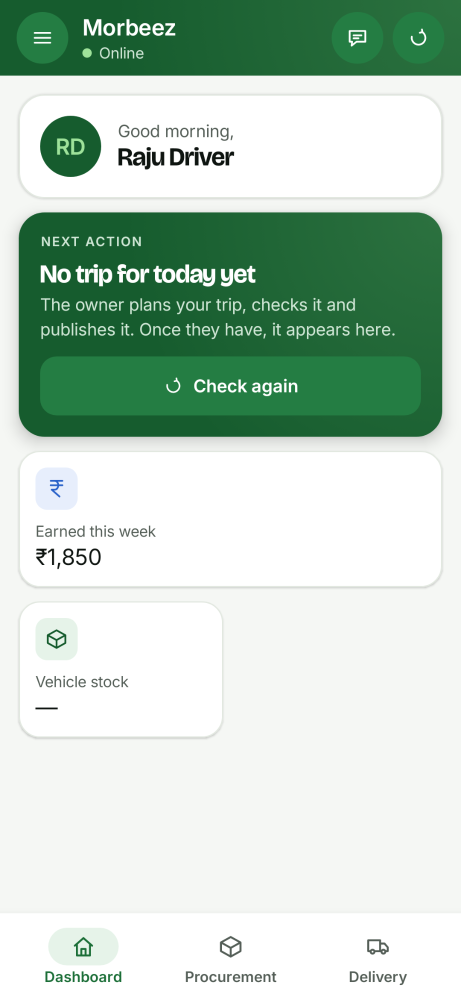 Morbeez
Online
RD
Good morning,
Raju Driver
NEXT ACTION
No trip for today yet
The owner plans your trip, checks it and
publishes it. Once they have, it appears here.
Check again
₹
Earned this week
₹1,850
Vehicle stock
—
Dashboard
Procurement
Delivery